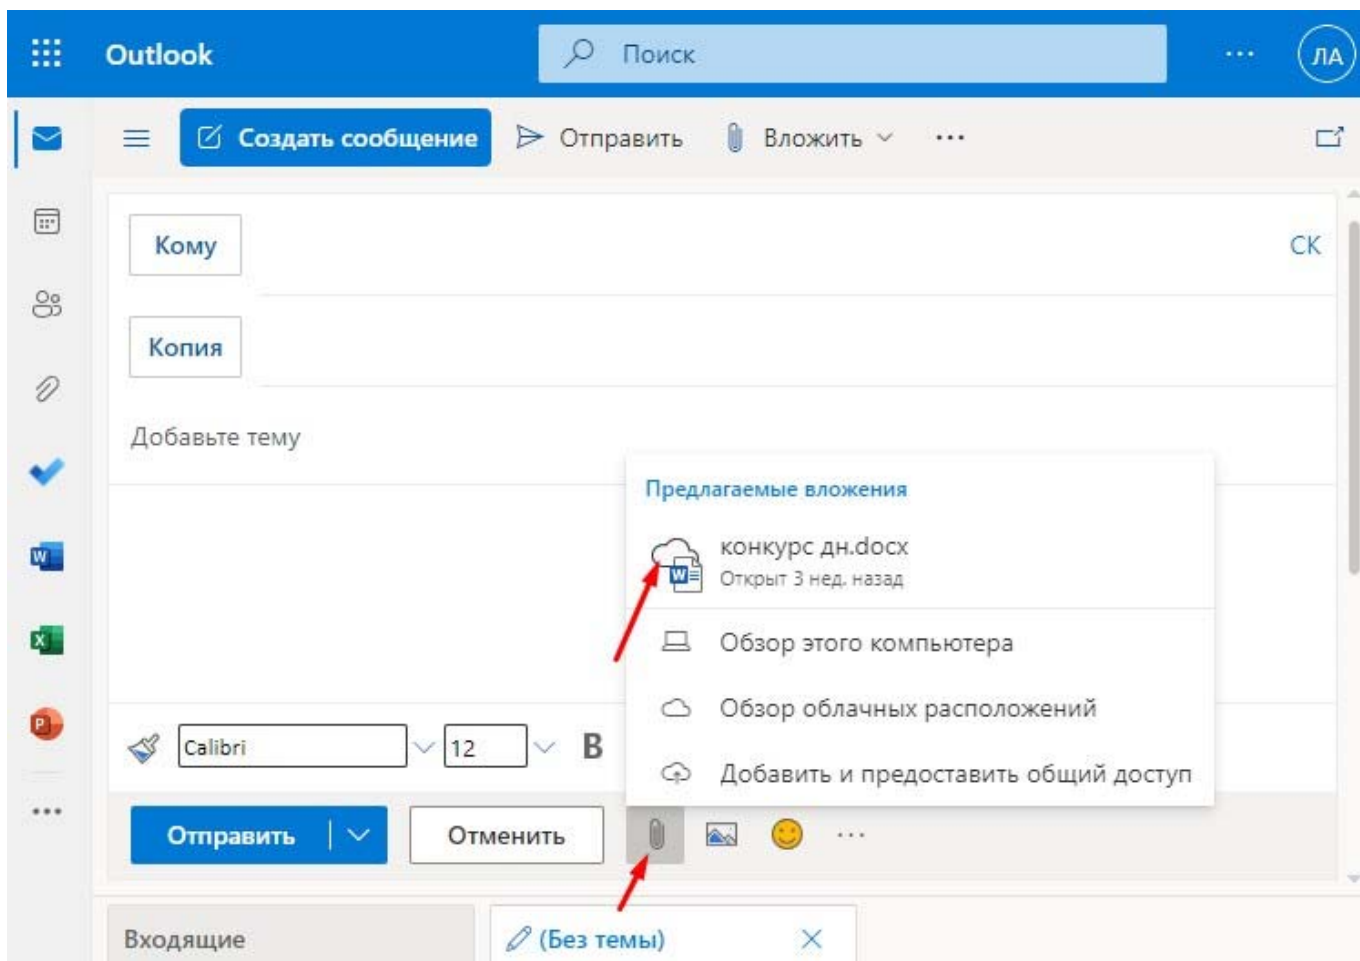 Outlook
Поиск
ЛА
Создать сообщение
Отправить
Вложить
Кому
СК
Копия
Добавьте тему
Предлагаемые вложения
конкурс дн.docx
Открыт 3 нед. назад
Обзор этого компьютера
Обзор облачных расположений
Добавить и предоставить общий доступ
Calibri
12
B
Отправить
Отменить
Входящие
(Без темы)